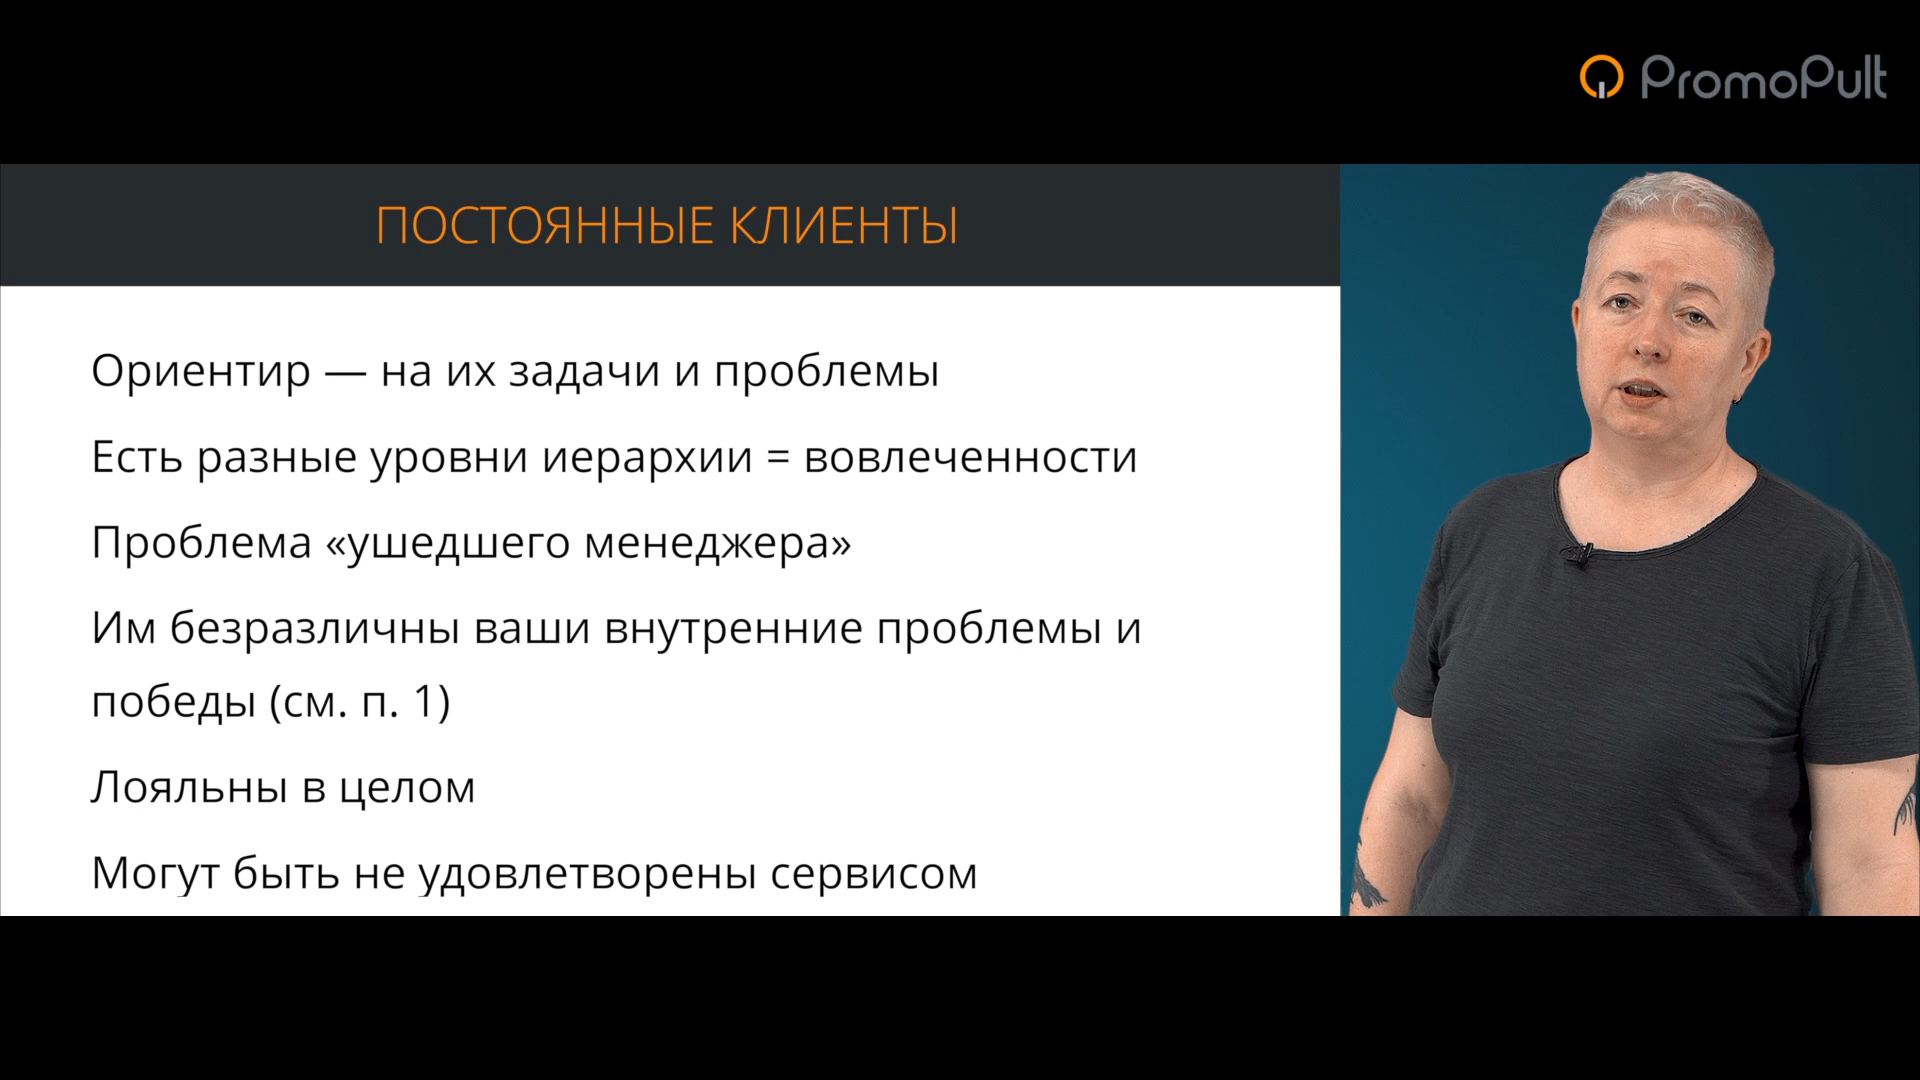 PromoPult
ПОСТОЯННЫЕ КЛИЕНТЫ
Ориентир — на их задачи и проблемы
Есть разные уровни иерархии = вовлеченности
Проблема «ушедшего менеджера»
Им безразличны ваши внутренние проблемы и
победы (см. п. 1)
Лояльны в целом
Могут быть не удовлетворены сервисом